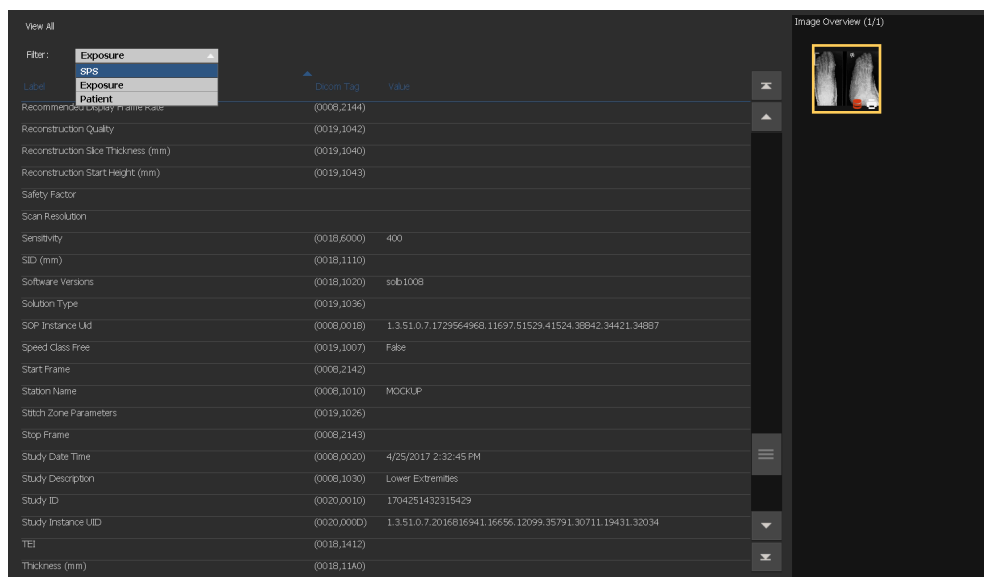 View All
Image Overview (1/1)
Filter: Exposure
SPS
Exposure
Patient
Label Dicom Tag Value
Recommended Display Frame Rate (0008,2144)
Reconstruction Quality (0019,1042)
Reconstruction Slice Thickness (mm) (0019,1040)
Reconstruction Start Height (mm) (0019,1043)
Safety Factor
Scan Resolution
Sensitivity (0018,6000) 400
SID (mm) (0018,1110)
Software Versions (0018,1020) solb1008
Solution Type (0019,1036)
SOP Instance Uid (0008,0018) 1.3.51.0.7.1729564968.11697.51529.41524.38842.34421.34887
Speed Class Free (0019,1007) False
Start Frame (0008,2142)
Station Name (0008,1010) MOCKUP
Stitch Zone Parameters (0019,1026)
Stop Frame (0008,2143)
Study Date Time (0008,0020) 4/25/2017 2:32:45 PM
Study Description (0008,1030) Lower Extremities
Study ID (0020,0010) 1704251432315429
Study Instance UID (0020,000D) 1.3.51.0.7.2016816941.16656.12099.35791.30711.19431.32034
TEI (0018,1412)
Thickness (mm) (0018,11A0)